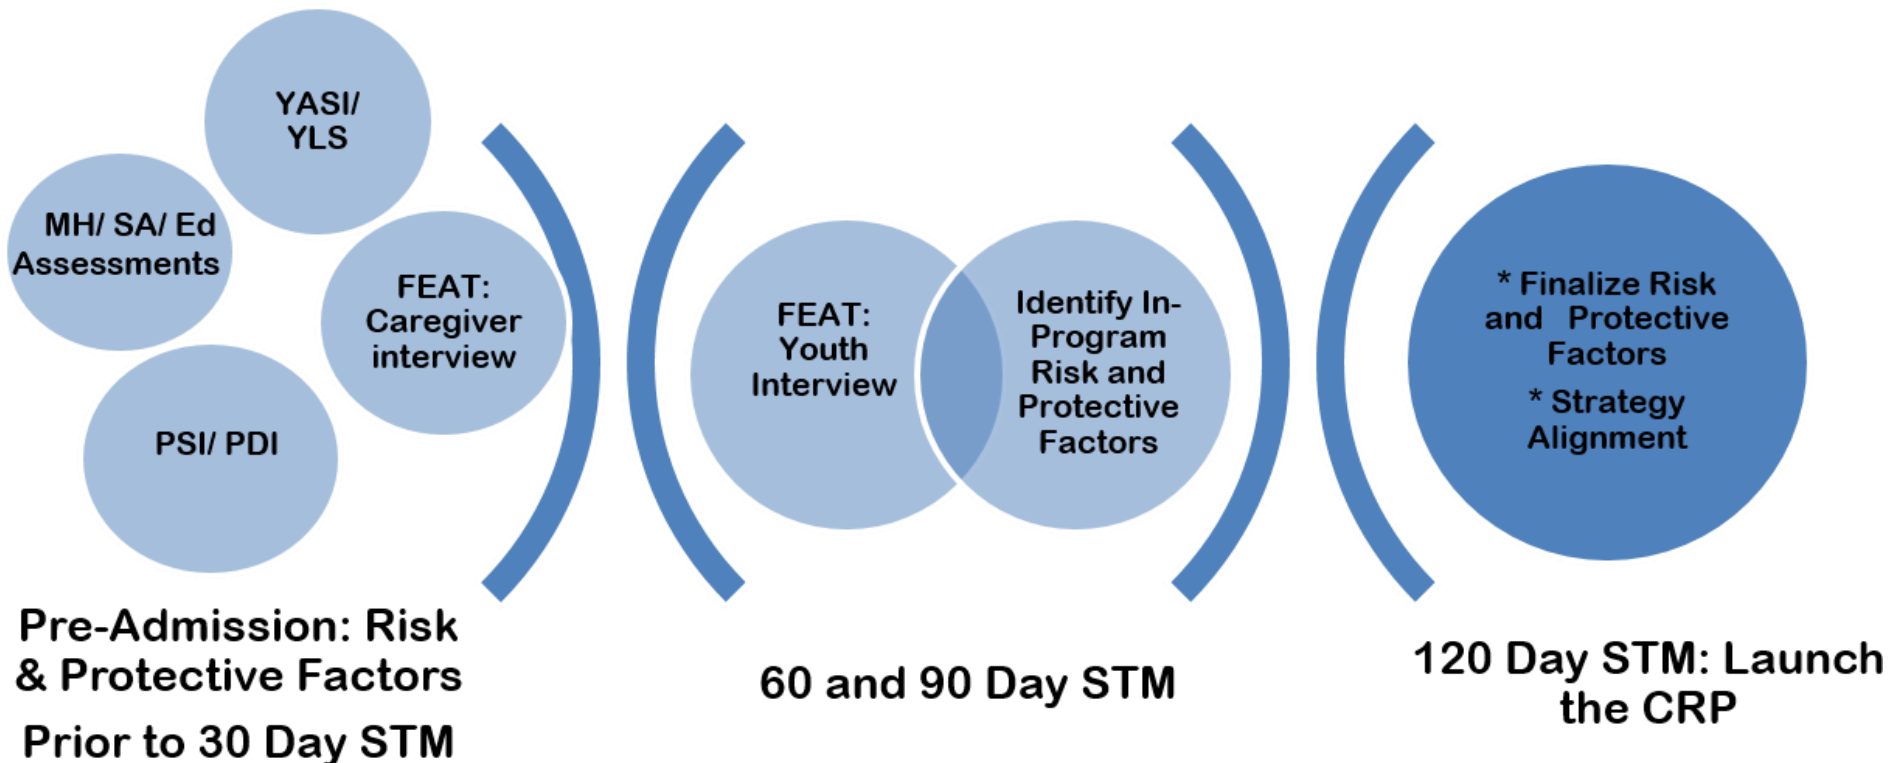 YASI/
YLS
MH/ SA/ Ed
Assessments
FEAT:
Caregiver
interview
PSI/ PDI
Pre-Admission: Risk
& Protective Factors
Prior to 30 Day STM
FEAT:
Youth
Interview
Identify In-
Program
Risk and
Protective
Factors
60 and 90 Day STM
* Finalize Risk
and Protective
Factors
* Strategy
Alignment
120 Day STM: Launch
the CRP